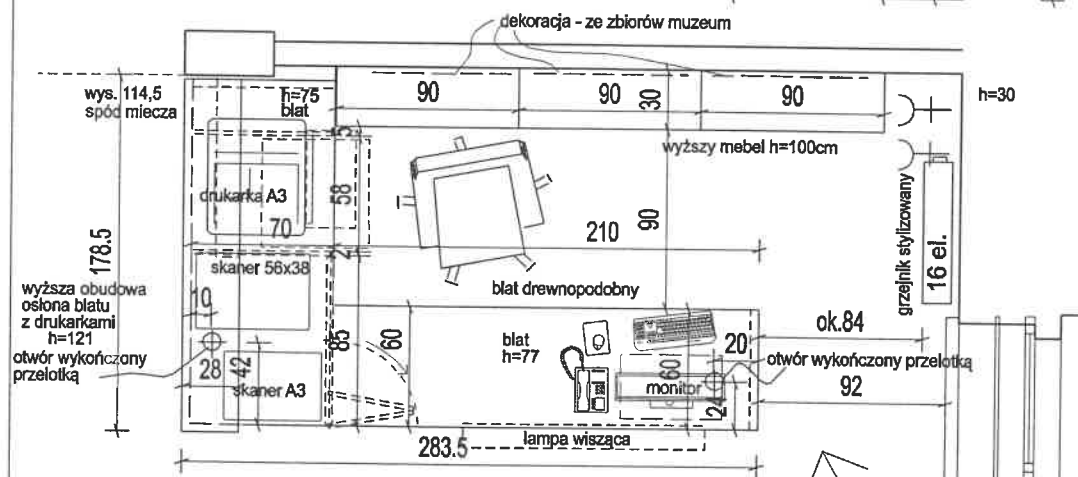 dekoracja - ze zbiorów muzeum
wys. 114,5
spód miecza
h=75
blat
90
90
30
90
h=30
5
wyższy mebel h=100cm
drukarka A3
58
70
210
90
grzejnik stylizowany
16 el.
178.5
2
skaner 56x38
wyższa obudowa
osłona blatu
z drukarkami
h=121
10
blat drewnopodobny
otwór wykończony
przelotką
28
42
85
60
blat
h=77
60
20
ok.84
otwór wykończony przelotką
skaner A3
monitor
24
92
lampa wisząca
283.5